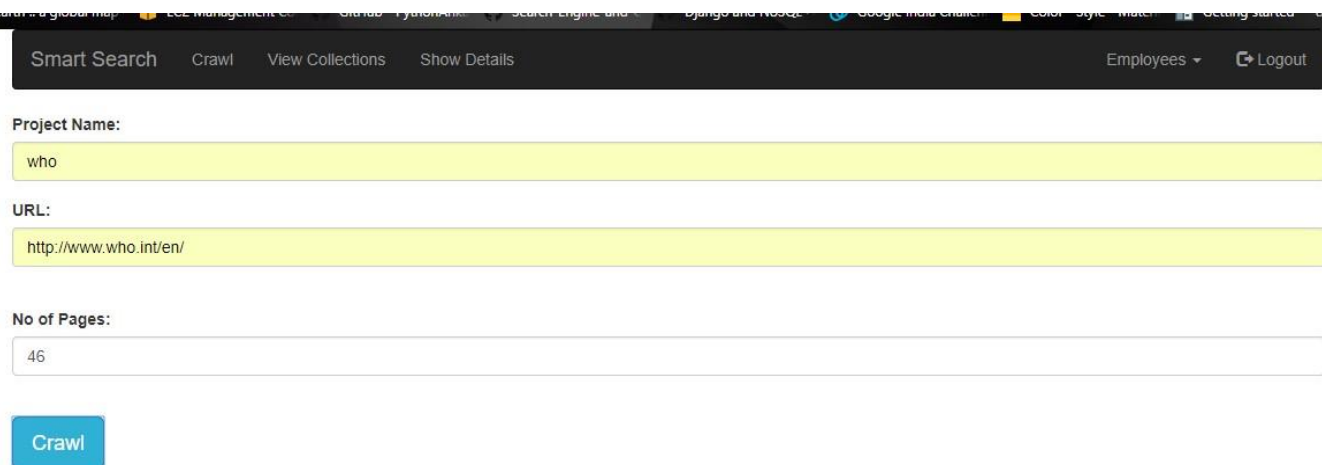 Smart Search Crawl View Collections Show Details Employees Logout
Project Name:
who
URL:
http://www.who.int/en/
No of Pages:
46
Crawl